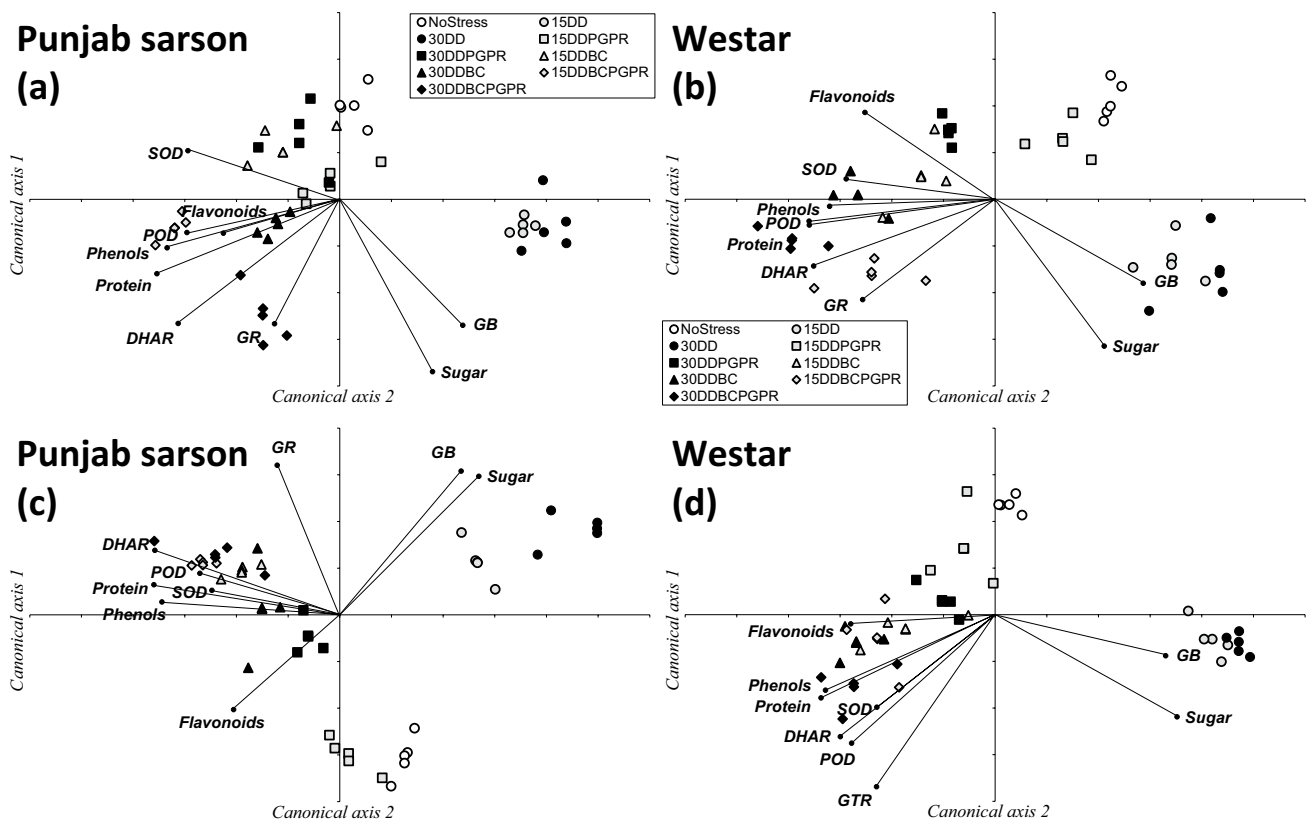 Punjab sarson
(a)
NoStress
15DD
30DD
15DDPGPR
30DDPGPR
15DDBC
30DDBC
15DDBCPGPR
30DDBCPGPR
SOD
Flavonoids
POD
Phenols
Protein
DHAR
GR
GB
Sugar
Canonical axis 1
Canonical axis 2
Westar
(b)
Flavonoids
SOD
Phenols
POD
Protein
DHAR
GR
GB
Sugar
NoStress
15DD
30DD
15DDPGPR
30DDPGPR
15DDBC
30DDBC
15DDBCPGPR
30DDBCPGPR
Canonical axis 1
Canonical axis 2
Punjab sarson
(c)
GR
GB
Sugar
DHAR
POD
Protein
SOD
Phenols
Flavonoids
Canonical axis 1
Canonical axis 2
Westar
(d)
Flavonoids
Phenols
Protein
SOD
DHAR
POD
GTR
GB
Sugar
Canonical axis 1
Canonical axis 2